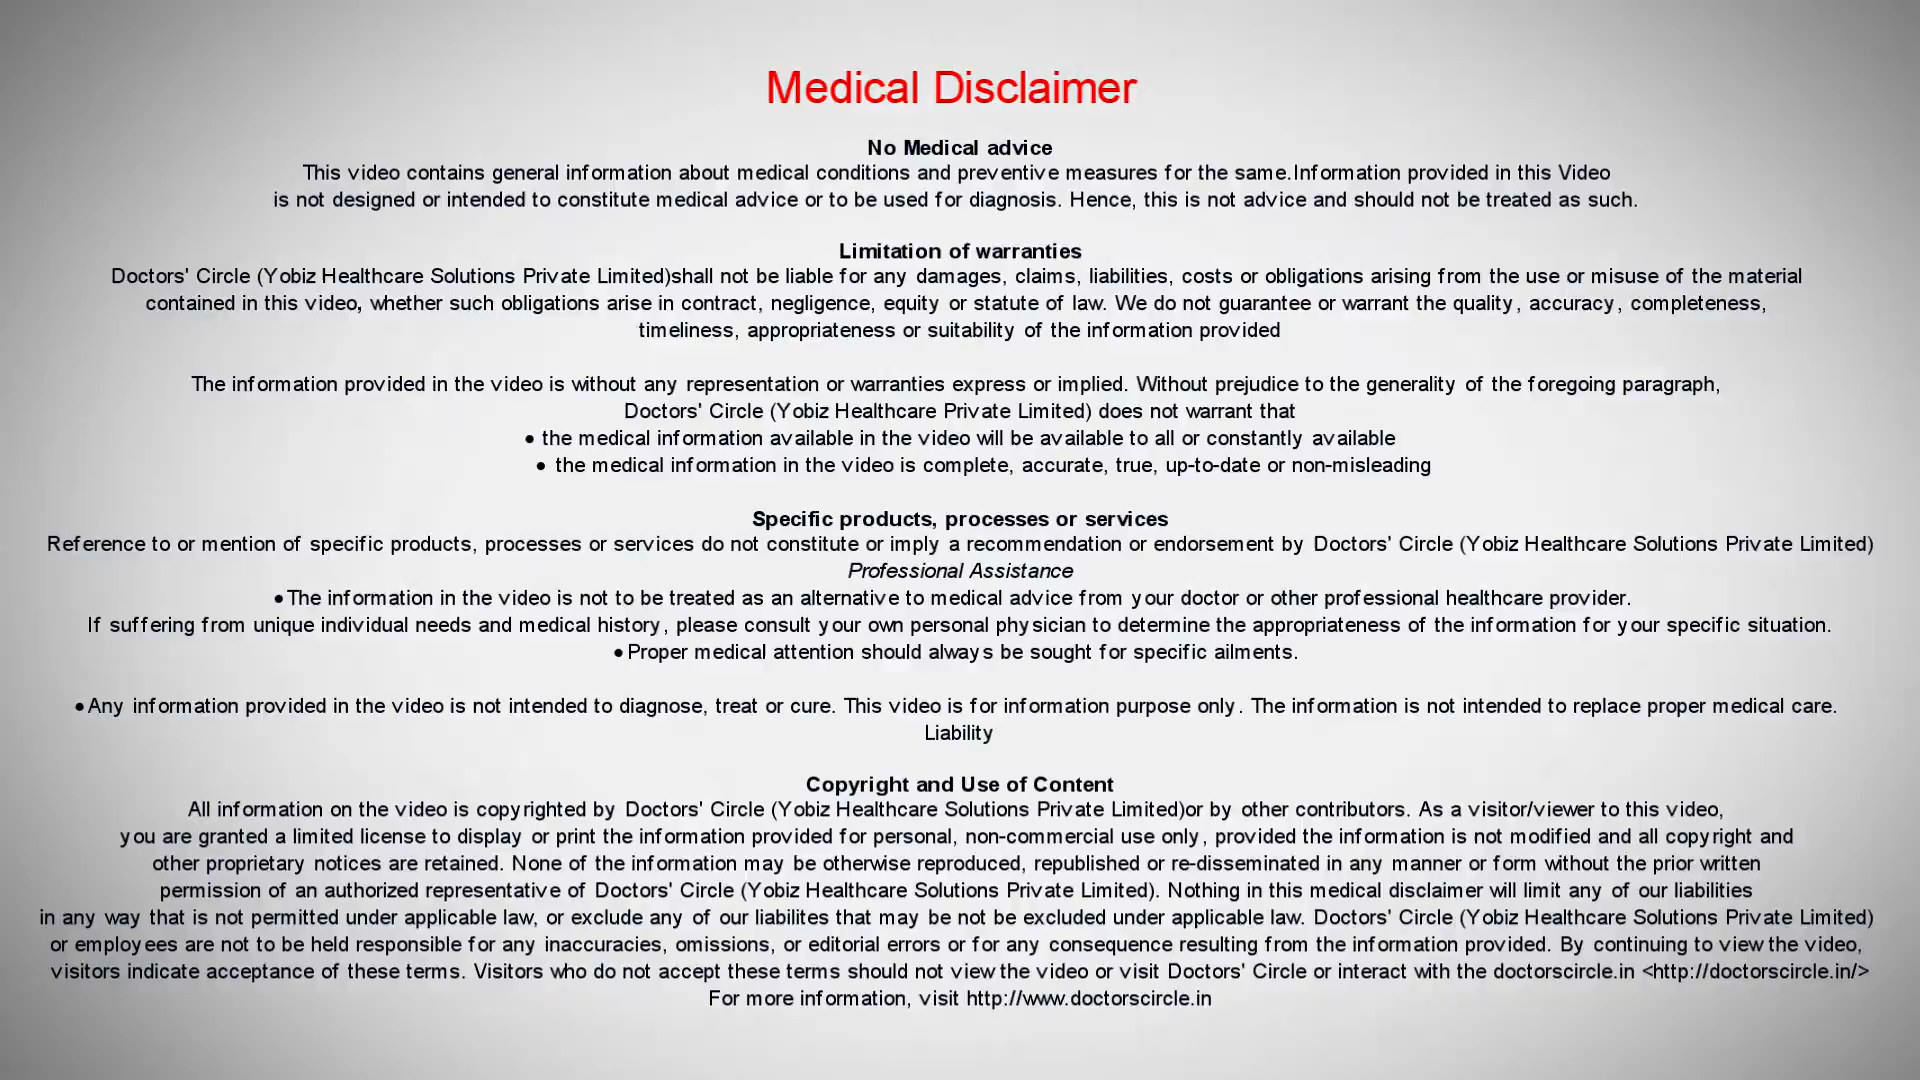 Medical Disclaimer
No Medical advice
This video contains general information about medical conditions and preventive measures for the same.Information provided in this Video
is not designed or intended to constitute medical advice or to be used for diagnosis. Hence, this is not advice and should not be treated as such.
Limitation of warranties
Doctors' Circle (Yobiz Healthcare Solutions Private Limited)shall not be liable for any damages, claims, liabilities, costs or obligations arising from the use or misuse of the material
contained in this video, whether such obligations arise in contract, negligence, equity or statute of law. We do not guarantee or warrant the quality, accuracy, completeness,
timeliness, appropriateness or suitability of the information provided
The information provided in the video is without any representation or warranties express or implied. Without prejudice to the generality of the foregoing paragraph,
Doctors' Circle (Yobiz Healthcare Private Limited) does not warrant that
• the medical information available in the video will be available to all or constantly available
• the medical information in the video is complete, accurate, true, up-to-date or non-misleading
Specific products, processes or services
Reference to or mention of specific products, processes or services do not constitute or imply a recommendation or endorsement by Doctors' Circle (Yobiz Healthcare Solutions Private Limited)
Professional Assistance
•The information in the video is not to be treated as an alternative to medical advice from your doctor or other professional healthcare provider.
If suffering from unique individual needs and medical history, please consult your own personal physician to determine the appropriateness of the information for your specific situation.
•Proper medical attention should always be sought for specific ailments.
•Any information provided in the video is not intended to diagnose, treat or cure. This video is for information purpose only. The information is not intended to replace proper medical care.
Liability
Copyright and Use of Content
All information on the video is copyrighted by Doctors' Circle (Yobiz Healthcare Solutions Private Limited)or by other contributors. As a visitor/viewer to this video,
you are granted a limited license to display or print the information provided for personal, non-commercial use only, provided the information is not modified and all copyright and
other proprietary notices are retained. None of the information may be otherwise reproduced, republished or re-disseminated in any manner or form without the prior written
permission of an authorized representative of Doctors' Circle (Yobiz Healthcare Solutions Private Limited). Nothing in this medical disclaimer will limit any of our liabilities
in any way that is not permitted under applicable law, or exclude any of our liabilites that may be not be excluded under applicable law. Doctors' Circle (Yobiz Healthcare Solutions Private Limited)
or employees are not to be held responsible for any inaccuracies, omissions, or editorial errors or for any consequence resulting from the information provided. By continuing to view the video,
visitors indicate acceptance of these terms. Visitors who do not accept these terms should not view the video or visit Doctors' Circle or interact with the doctorscircle.in <http://doctorscircle.in/>
For more information, visit http://www.doctorscircle.in